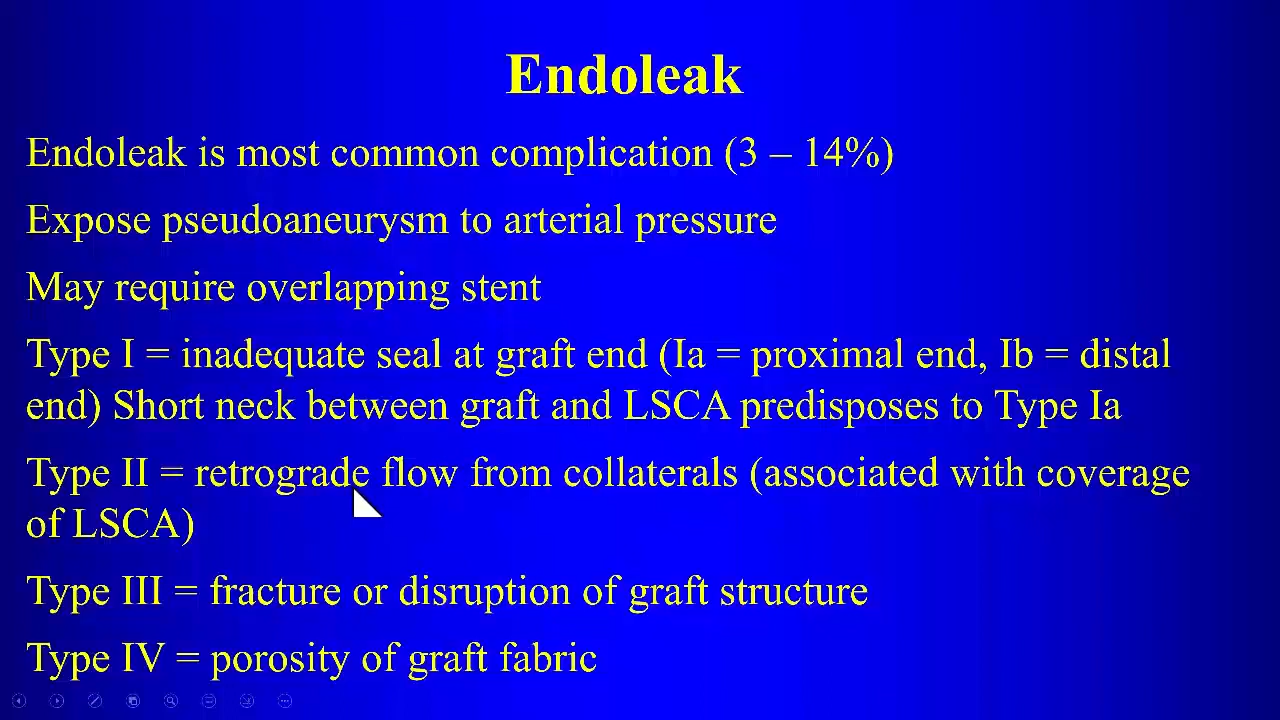 Endoleak
Endoleak is most common complication (3 – 14%)
Expose pseudoaneurysm to arterial pressure
May require overlapping stent
Type I = inadequate seal at graft end (Ia = proximal end, Ib = distal
end) Short neck between graft and LSCA predisposes to Type Ia
Type II = retrograde flow from collaterals (associated with coverage
of LSCA)
Type III = fracture or disruption of graft structure
Type IV = porosity of graft fabric